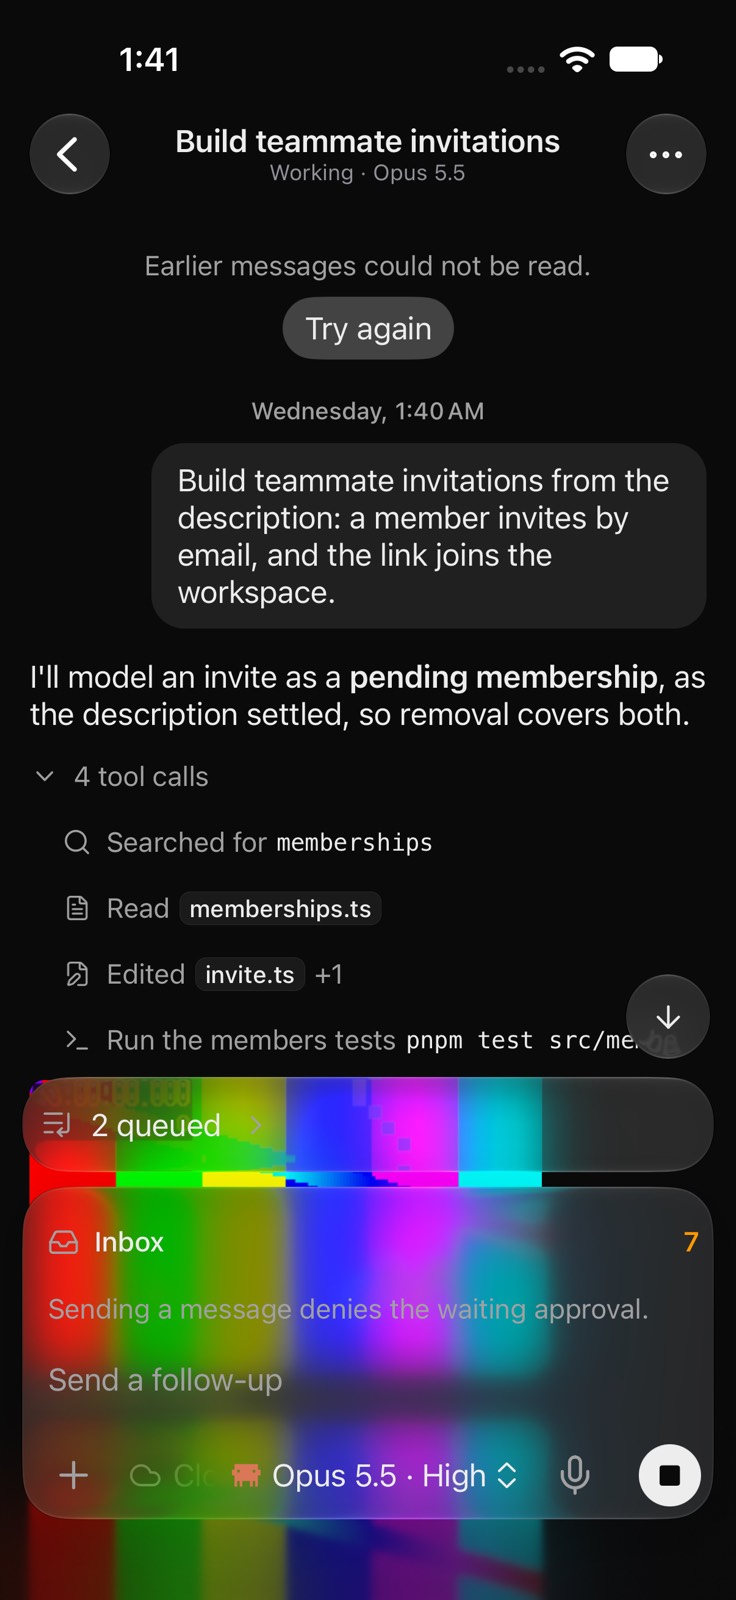 1:41
Build teammate invitations
Working · Opus 5.5
Earlier messages could not be read.
Try again
Wednesday, 1:40 AM
Build teammate invitations from the
description: a member invites by
email, and the link joins the
workspace.
I'll model an invite as a pending membership, as
the description settled, so removal covers both.
4 tool calls
Searched for memberships
Read memberships.ts
Edited invite.ts +1
Run the members tests pnpm test
2 queued
Inbox 7
Sending a message denies the waiting approval.
Send a follow-up
Opus 5.5 · High